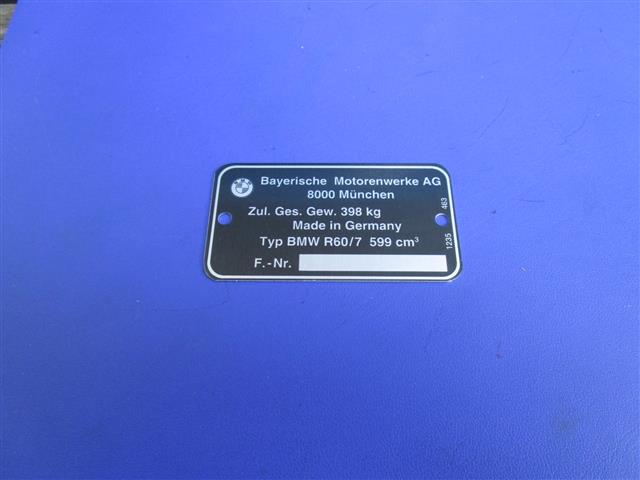 BMW
Bayerische Motorenwerke AG
8000 München
Zul. Ges. Gew. 398 kg
Made in Germany
Typ BMW R60/7 599 cm³
F.-Nr.
1235 463